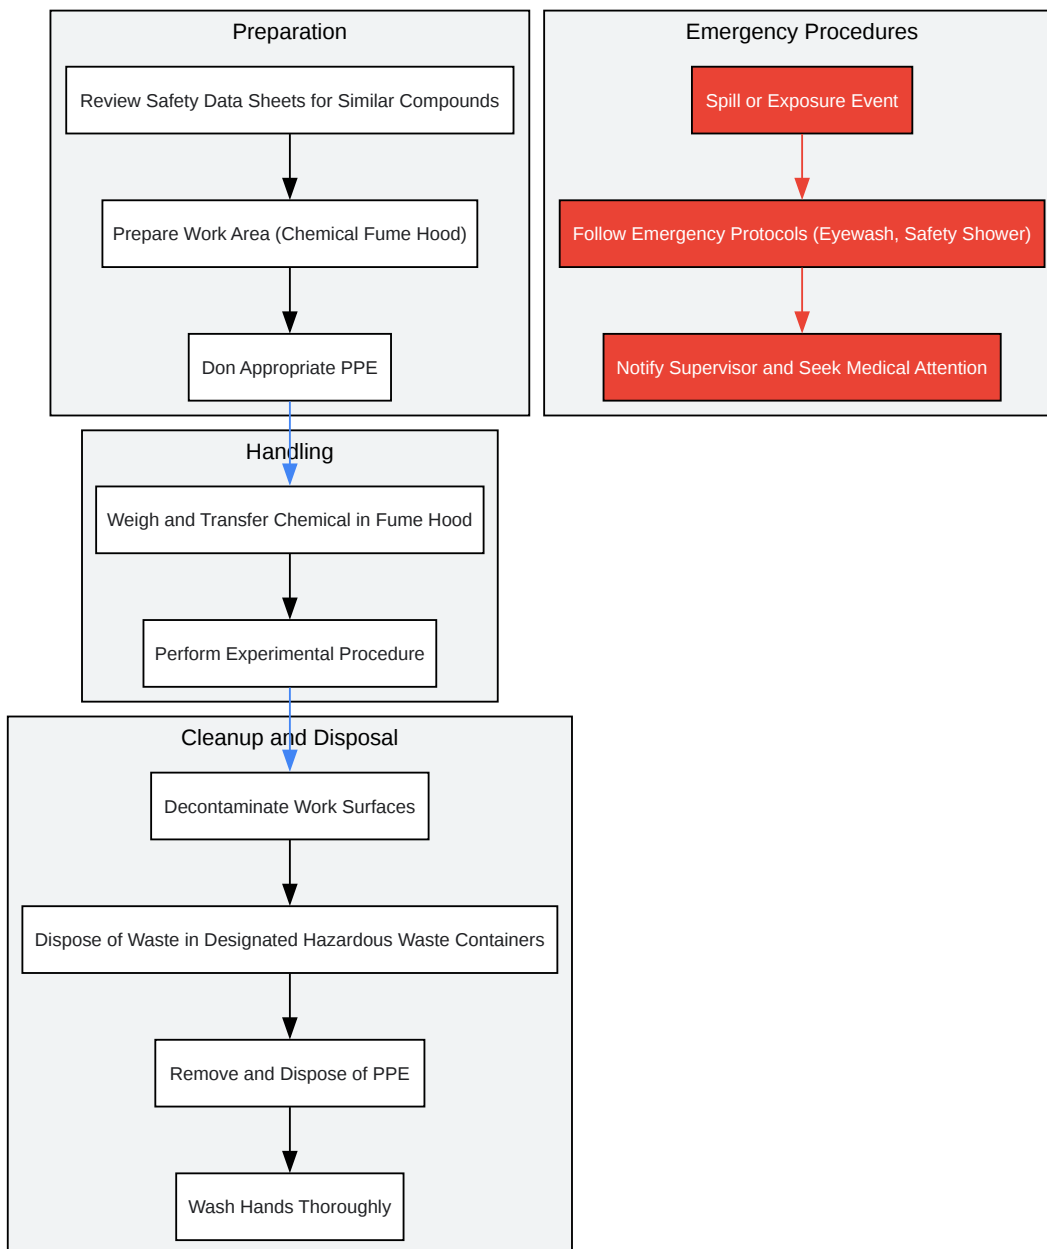 Preparation
Review Safety Data Sheets for Similar Compounds
Prepare Work Area (Chemical Fume Hood)
Don Appropriate PPE
Emergency Procedures
Spill or Exposure Event
Follow Emergency Protocols (Eyewash, Safety Shower)
Notify Supervisor and Seek Medical Attention
Handling
Weigh and Transfer Chemical in Fume Hood
Perform Experimental Procedure
Cleanup and Disposal
Decontaminate Work Surfaces
Dispose of Waste in Designated Hazardous Waste Containers
Remove and Dispose of PPE
Wash Hands Thoroughly